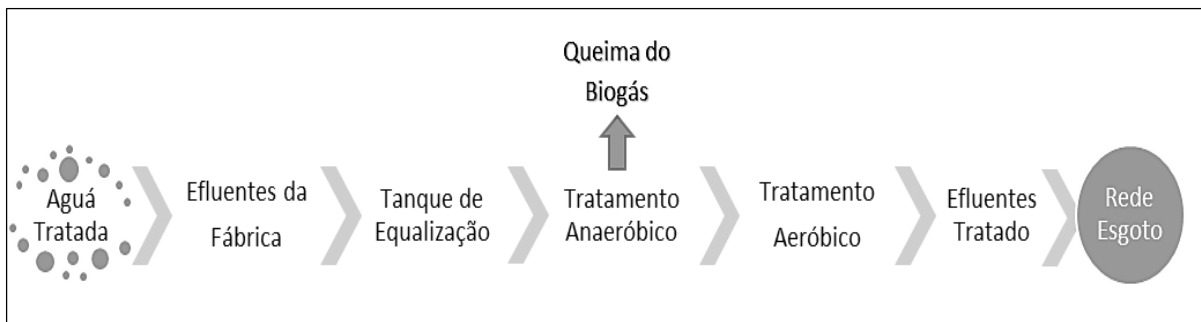 Queima do
Biogás
Aguá
Tratada
Efluentes da
Fábrica
Tanque de
Equalização
Tratamento
Anaeróbico
Tratamento
Aeróbico
Efluentes
Tratado
Rede
Esgoto